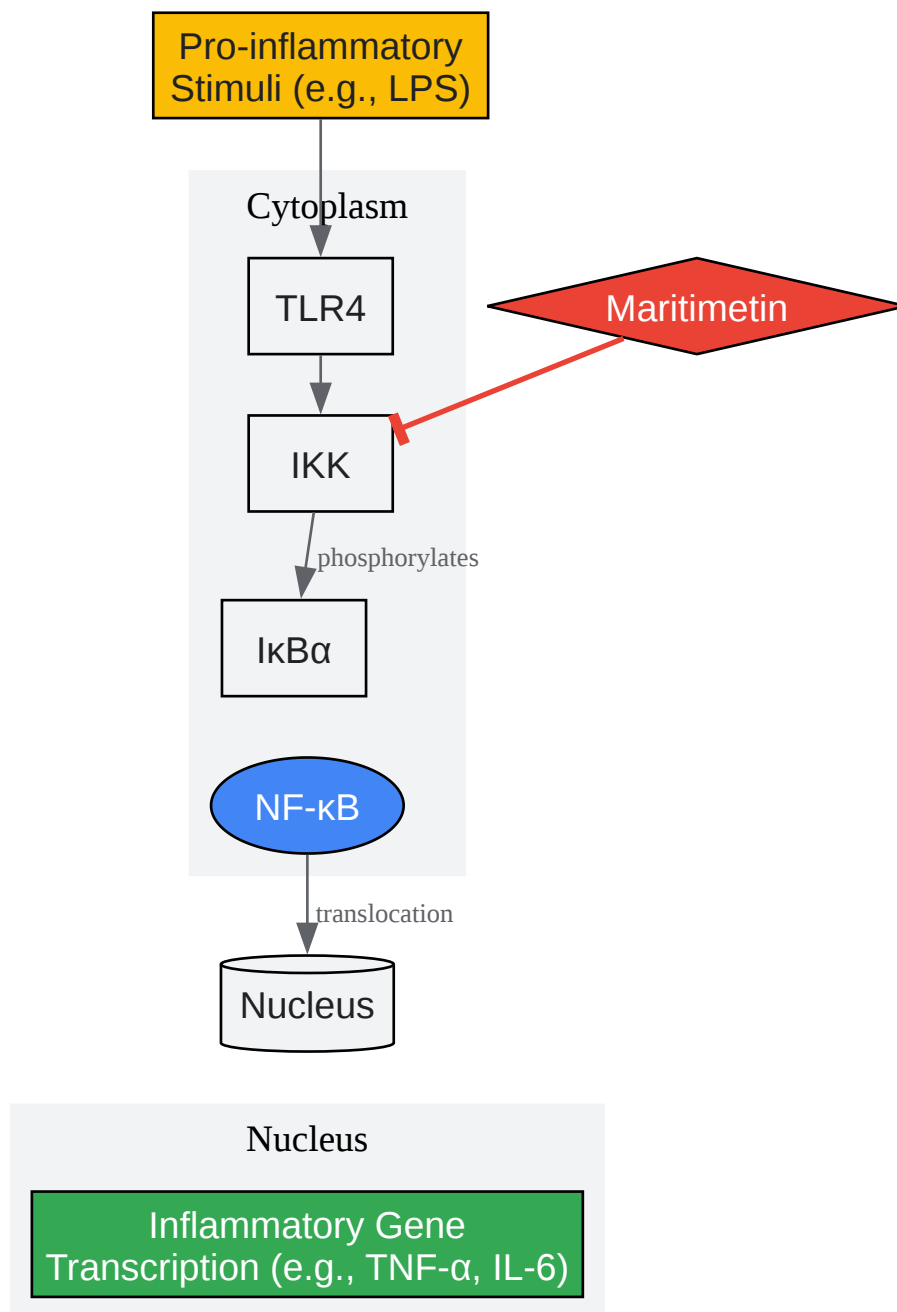 Pro-inflammatory
Stimuli (e.g., LPS)
Cytoplasm
TLR4
Maritimetin
IKK
phosphorylates
IκBα
NF-κB
translocation
Nucleus
Nucleus
Inflammatory Gene
Transcription (e.g., TNF-α, IL-6)